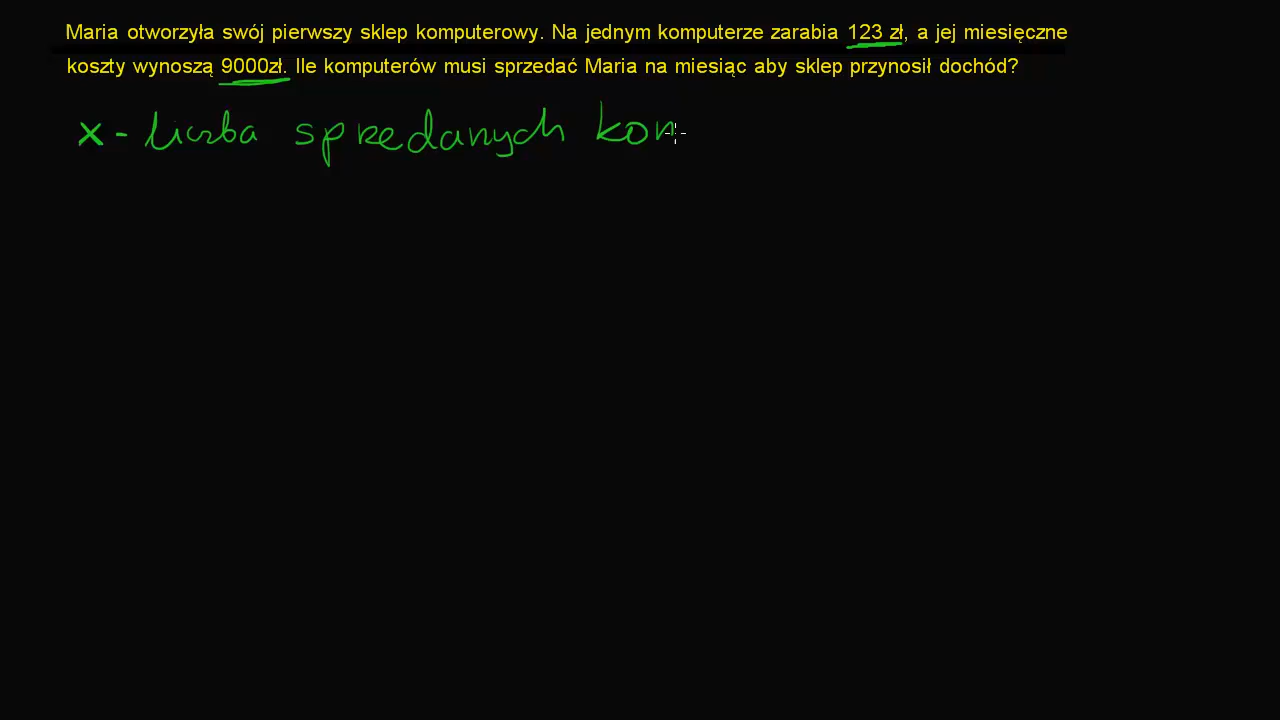 Maria otworzyła swój pierwszy sklep komputerowy. Na jednym komputerze zarabia 123 zł, a jej miesięczne
koszty wynoszą 9000zł. Ile komputerów musi sprzedać Maria na miesiąc aby sklep przynosił dochód?
x - liczba sprzedanych kom